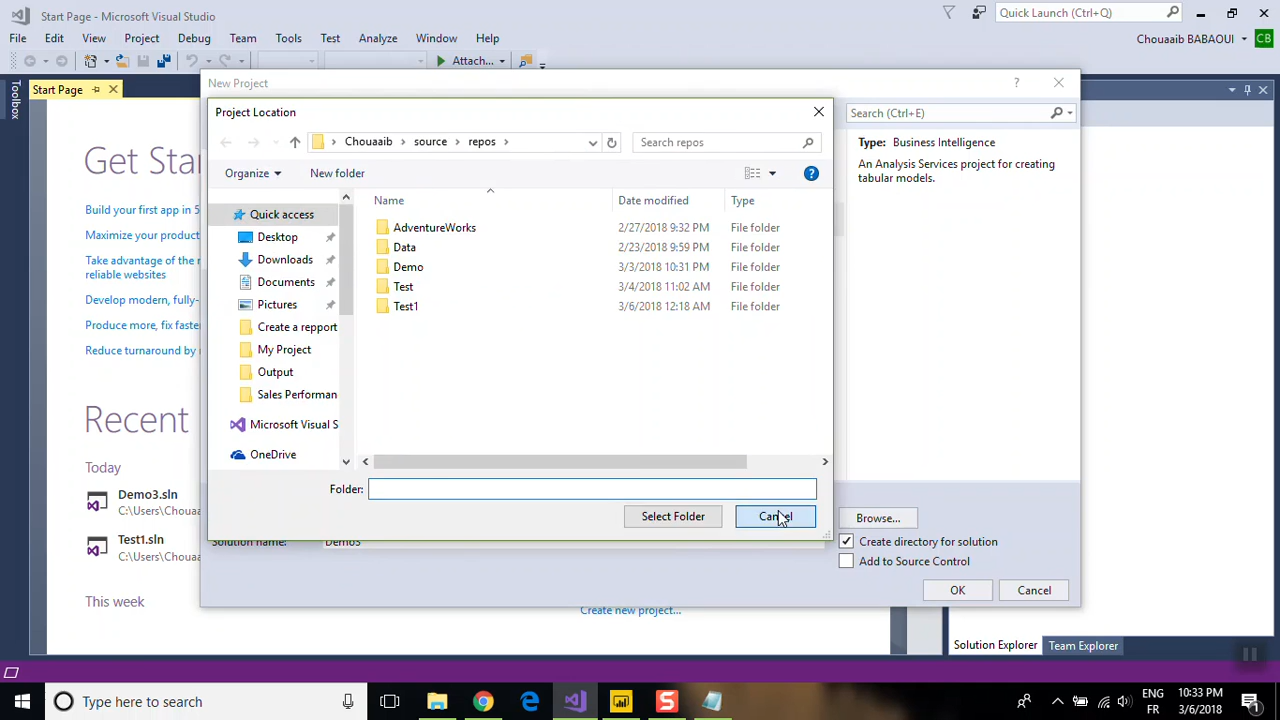 Start Page - Microsoft Visual Studio
Quick Launch (Ctrl+Q)
File Edit View Project Debug Team Tools Test Analyze Window Help
Chouaaib BABAOUI
CB
Attach...
Toolbox
Start Page
New Project
?
Project Location
Search (Ctrl+E)
Chouaaib
source
repos
Search repos
Type: Business Intelligence
An Analysis Services project for creating
tabular models.
Organize
New folder
Name
Date modified
Type
Quick access
Desktop
Downloads
Documents
Pictures
Create a repport
My Project
Output
Sales Performan
Microsoft Visual S
OneDrive
AdventureWorks 2/27/2018 9:32 PM File folder
Data 2/23/2018 9:59 PM File folder
Demo 3/3/2018 10:31 PM File folder
Test 3/4/2018 11:02 AM File folder
Test1 3/6/2018 12:18 AM File folder
Folder:
Select Folder
Cancel
Get Sta
Build your first app in 5
Maximize your product
Take advantage of the
reliable websites
Develop modern, fully-
Produce more, fix faste
Reduce turnaround by
Recent
Today
Demo3.sln
C:\Users\Choua
Test1.sln
C:\Users\Choua
This week
Solution name:
Demo3
Browse...
Create directory for solution
Add to Source Control
OK
Cancel
Create new project...
Solution Explorer
Team Explorer
Type here to search
ENG
FR
10:33 PM
3/6/2018
1